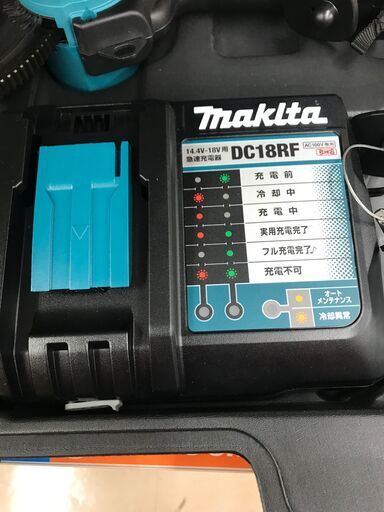 makita
14.4V-18V用
急速充電器
DC18RF
AC100V専用
充電前
冷却中
充電中
実用充電完了
フル充電完了♪
充電不可
オート
メンテナンス
冷却異常